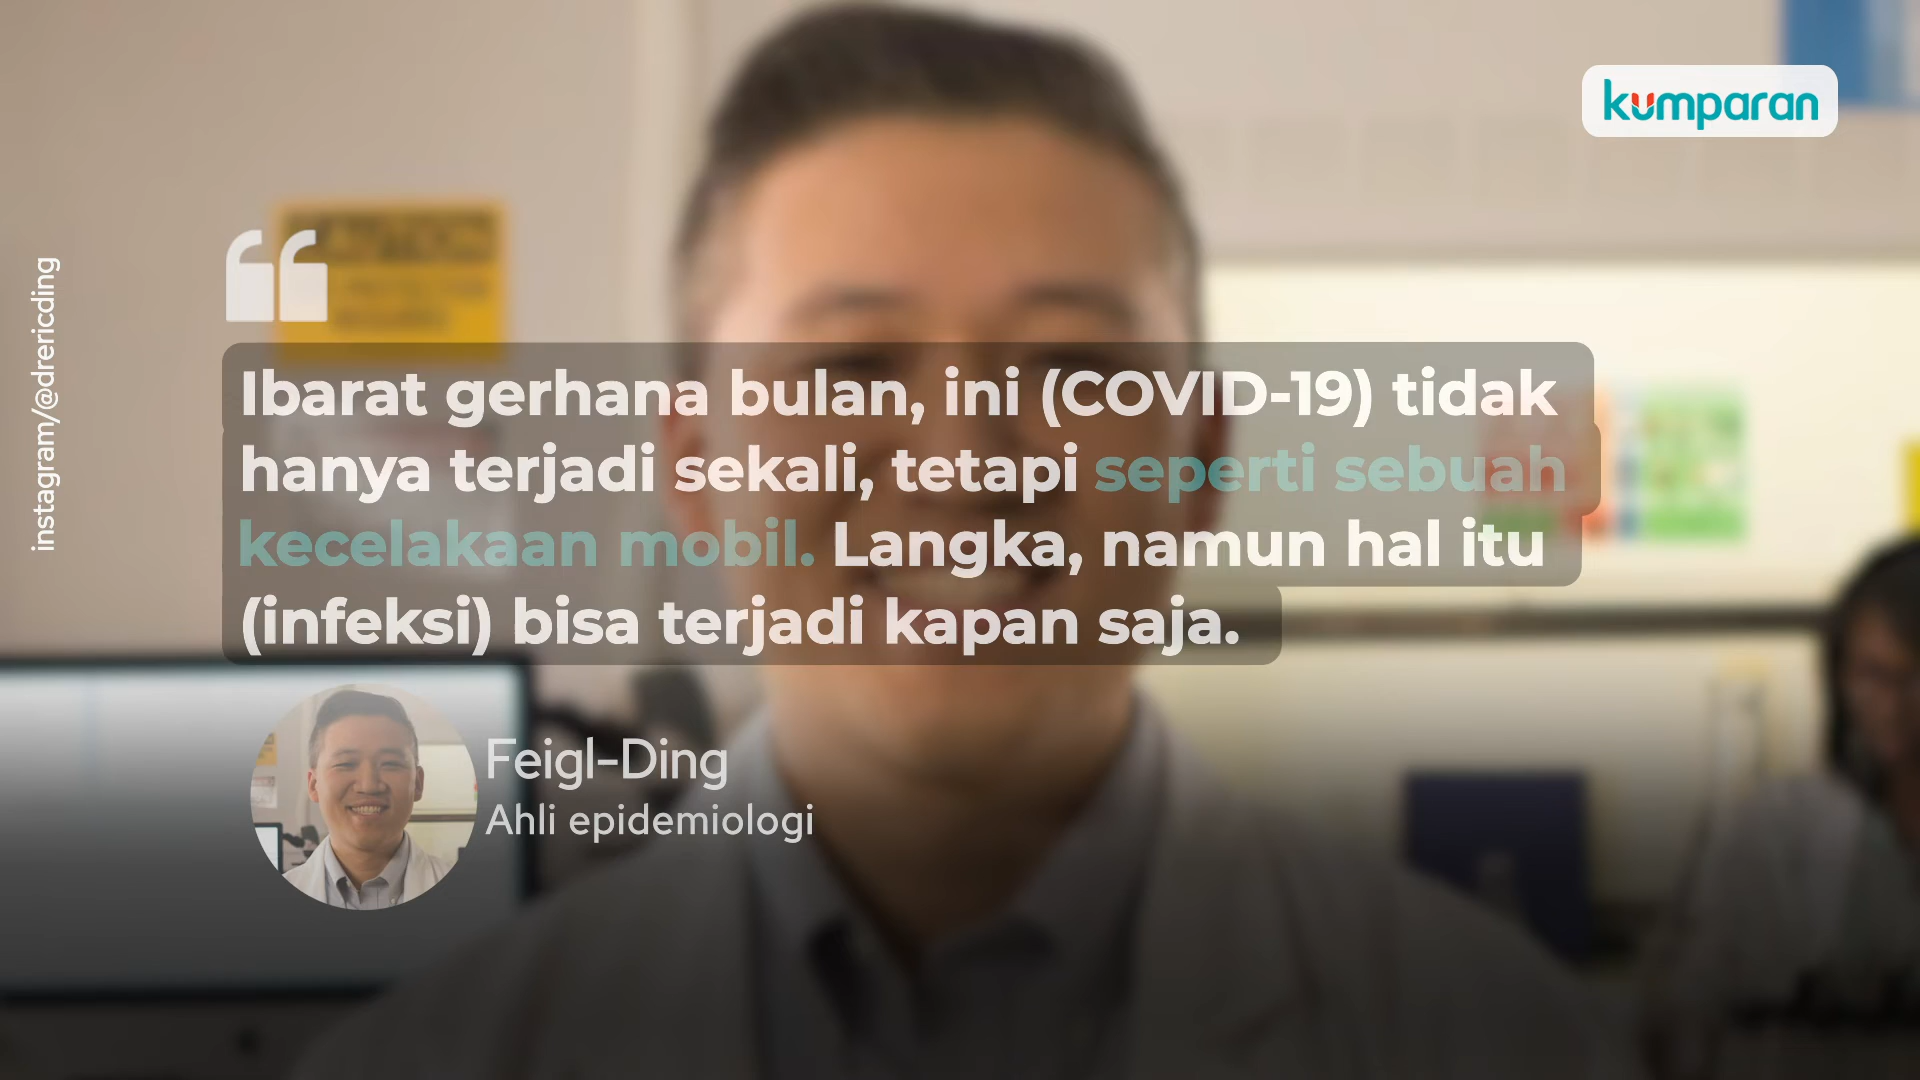 kumparan
instagram/@drericding
Ibarat gerhana bulan, ini (COVID-19) tidak
hanya terjadi sekali, tetapi seperti sebuah
kecelakaan mobil. Langka, namun hal itu
(infeksi) bisa terjadi kapan saja.
Feigl-Ding
Ahli epidemiologi